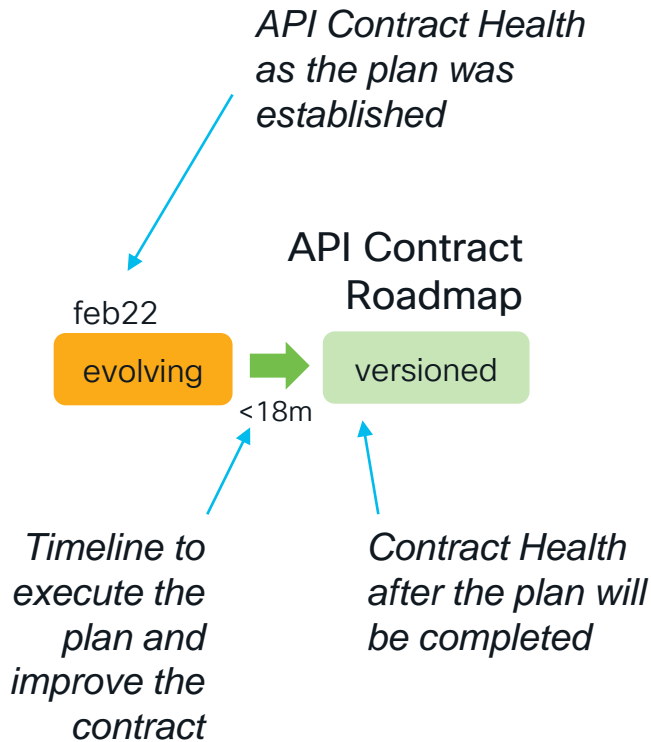 API Contract Health
as the plan was
established
API Contract
Roadmap
feb22
evolving
versioned
<18m
Timeline to
execute the
plan and
improve the
contract
Contract Health
after the plan will
be completed